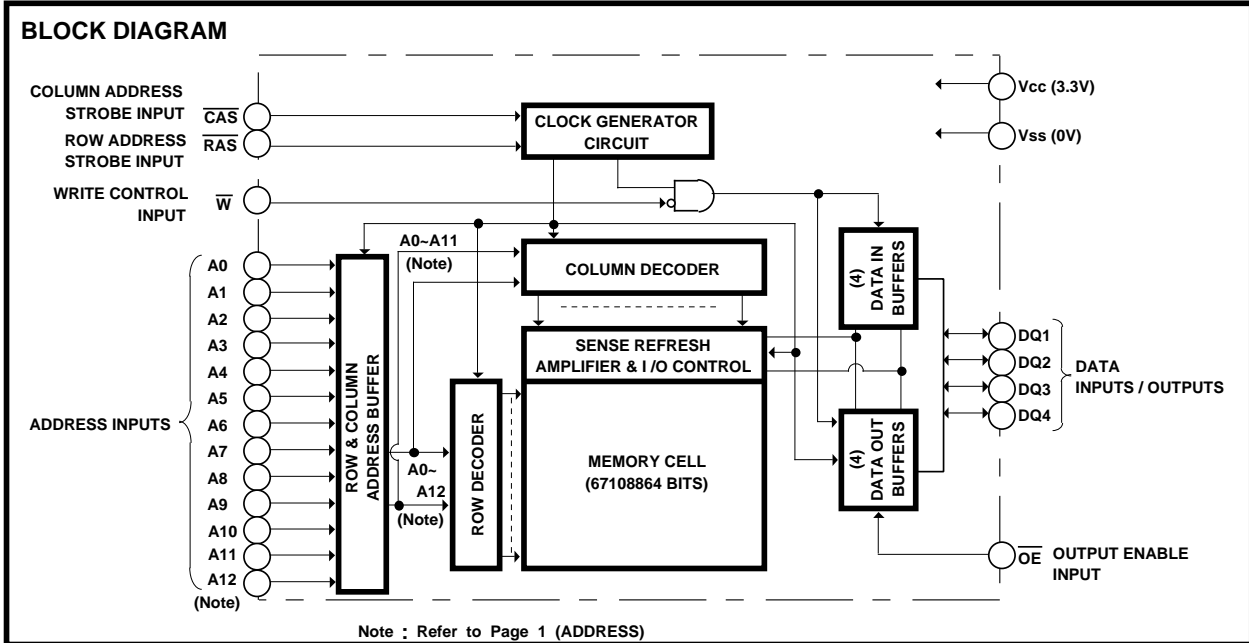 BLOCK DIAGRAM
COLUMN ADDRESS
STROBE INPUT
CAS
ROW ADDRESS
STROBE INPUT
RAS
WRITE CONTROL
INPUT
W
CLOCK GENERATOR
CIRCUIT
Vcc (3.3V)
Vss (0V)
ADDRESS INPUTS
A0
A1
A2
A3
A4
A5
A6
A7
A8
A9
A10
A11
A12
(Note)
ROW & COLUMN
ADDRESS BUFFER
A0~A11
(Note)
COLUMN DECODER
SENSE REFRESH
AMPLIFIER & I /O CONTROL
A0~
A12
(Note)
ROW DECODER
MEMORY CELL
(67108864 BITS)
(4)
DATA IN
BUFFERS
(4)
DATA OUT
BUFFERS
DQ1
DQ2
DQ3
DQ4
DATA
INPUTS / OUTPUTS
OE
OUTPUT ENABLE
INPUT
Note : Refer to Page 1 (ADDRESS)